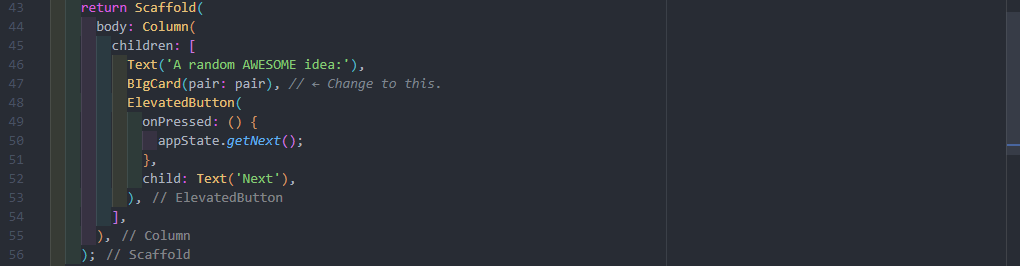 43 return Scaffold(
44 body: Column(
45 children: [
46 Text('A random AWESOME idea:'),
47 BIgCard(pair: pair), // ← Change to this.
48 ElevatedButton(
49 onPressed: () {
50 appState.getNext();
51 },
52 child: Text('Next'),
53 ), // ElevatedButton
54 ],
55 ), // Column
56 ); // Scaffold